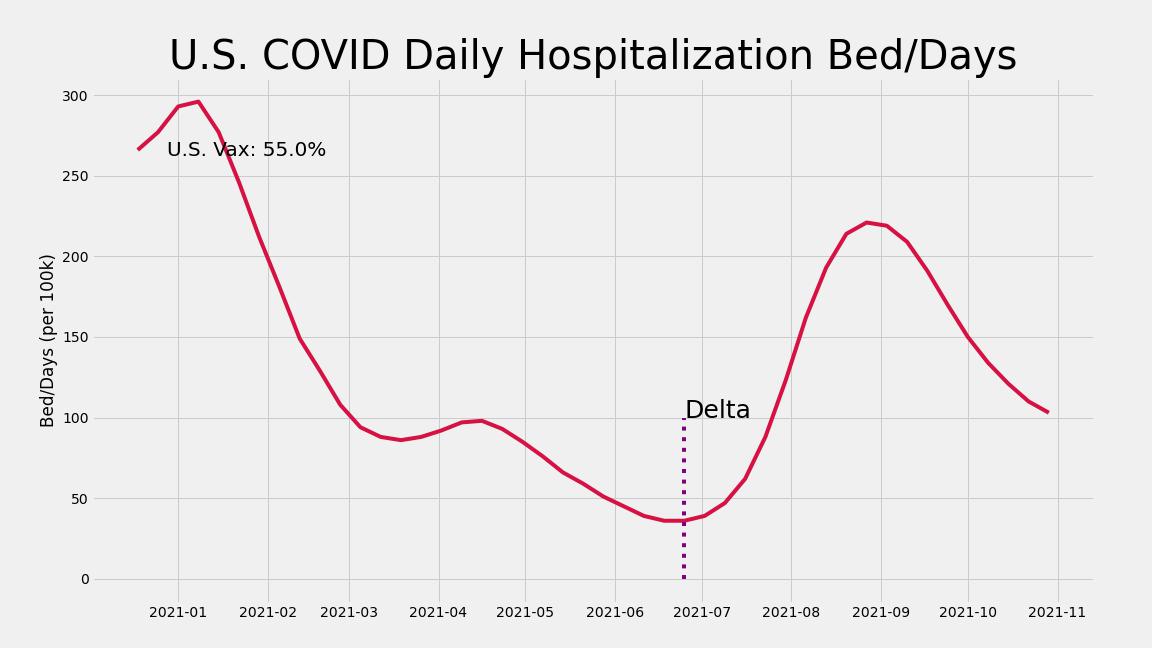 U.S. COVID Daily Hospitalization Bed/Days
300
U.S. Vax: 55.0%
250
200
Bed/Days (per 100k)
150
100
Delta
50
0
2021-01 2021-02 2021-03 2021-04 2021-05 2021-06 2021-07 2021-08 2021-09 2021-10 2021-11